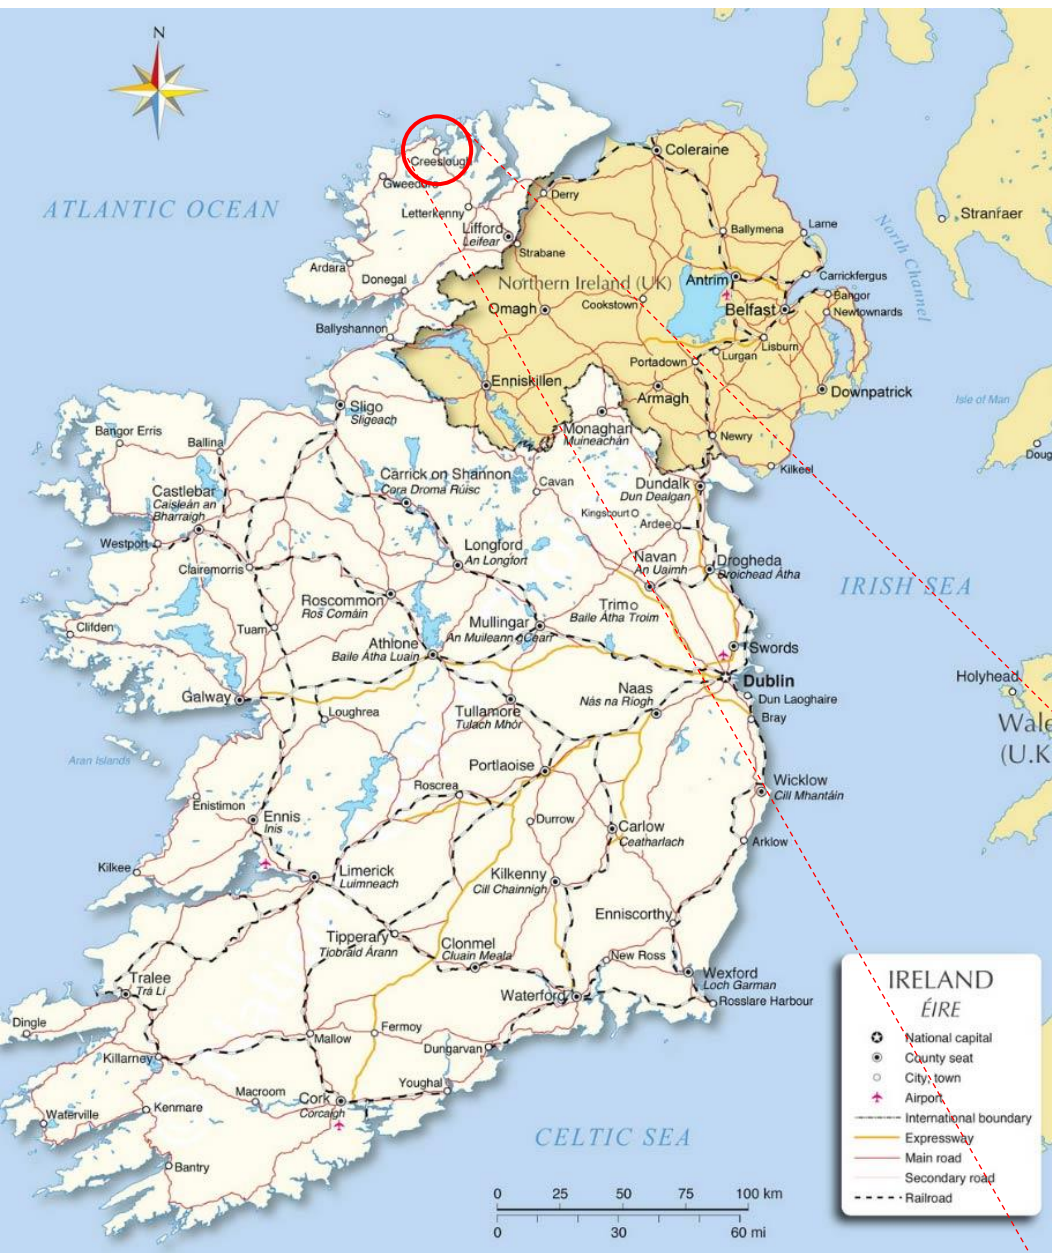 N
ATLANTIC OCEAN
Creeslough
Gweedore
Letterkenny
Lifford
Leifear
Strabane
Derry
Coleraine
Ballymena
Larne
North Channel
Stranraer
Ardara
Donegal
Ballyshannon
Northern Ireland (UK)
Omagh
Cookstown
Antrim
Carrickfergus
Belfast
Bangor
Newtownards
Lisburn
Lurgan
Portadown
Enniskillen
Armagh
Downpatrick
Isle of Man
Doug
Monaghan
Muineachán
Newry
Kilkeel
Sligo
Sligeach
Bangor Erris
Ballina
Castlebar
Caisleán an
Bharraigh
Westport
Carrick on Shannon
Cora Droma Rúisc
Cavan
Dundalk
Dun Dealgan
Kingscourt
Ardee
Clairemorris
Longford
An Longfort
Navan
An Uaimh
Drogheda
Droichead Átha
IRISH SEA
Roscommon
Ros Comáin
Mullingar
An Muileann gCearr
Trim
Baile Átha Troim
Clifden
Tuam
Athlone
Baile Átha Luain
Swords
Dublin
Dun Laoghaire
Bray
Holyhead
Wale
(U.K
Galway
Loughrea
Tullamore
Tulach Mhór
Naas
Nás na Ríogh
Aran Islands
Portlaoise
Roscrea
Wicklow
Cill Mhantáin
Enistimon
Ennis
Inis
Durrow
Carlow
Ceatharlach
Arklow
Kilkee
Limerick
Luimneach
Kilkenny
Cill Chainnigh
Enniscorthy
Tipperary
Tiobraid Árann
Clonmel
Cluain Meala
New Ross
Wexford
Loch Garman
Rosslare Harbour
Waterford
Tralee
Trá Lí
Dingle
Killarney
Mallow
Fermoy
Dungarvan
Macroom
Youghal
Cork
Corcaigh
Waterville
Kenmare
Bantry
CELTIC SEA
IRELAND
ÉIRE
National capital
County seat
City, town
Airport
International boundary
Expressway
Main road
Secondary road
Railroad
0 25 50 75 100 km
0 30 60 mi